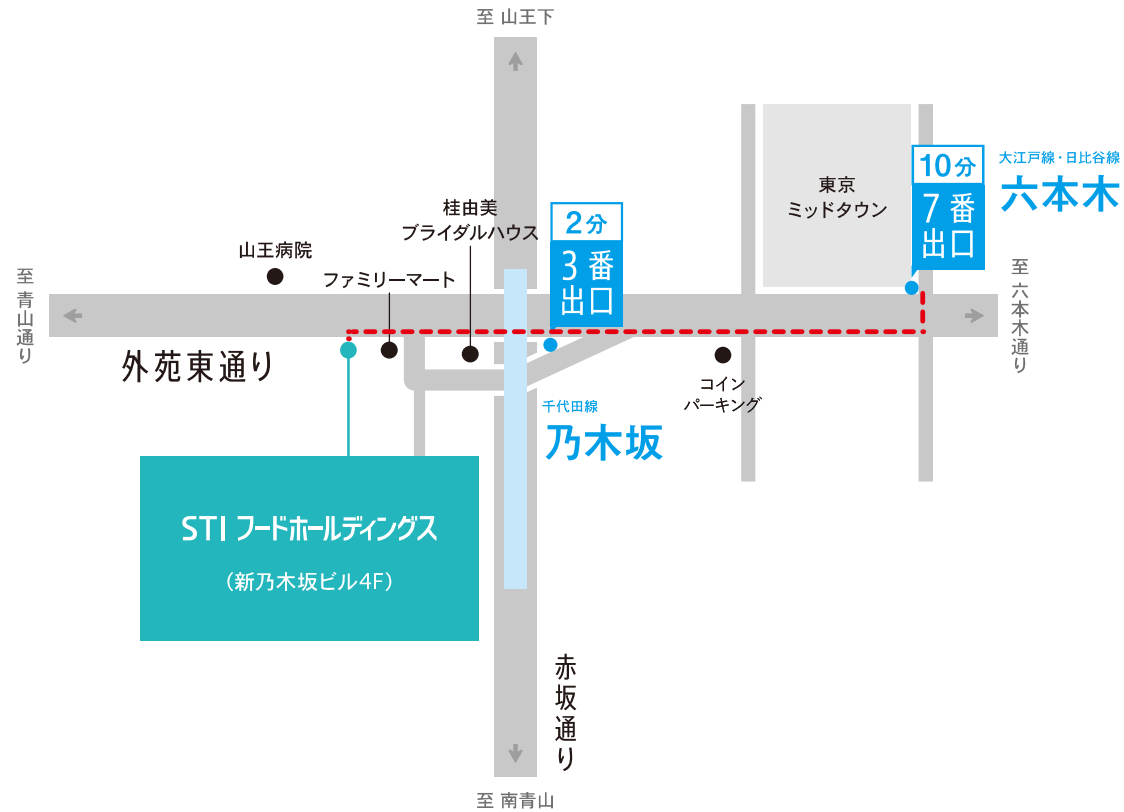 至 山王下
大江戸線・日比谷線
六本木
10分
7番
出口
東京
ミッドタウン
桂由美
ブライダルハウス
2分
3番
出口
山王病院
ファミリーマート
至 青山通り
至 六本木通り
外苑東通り
コイン
パーキング
千代田線
乃木坂
STI フードホールディングス
（新乃木坂ビル4F）
赤坂通り
至 南青山